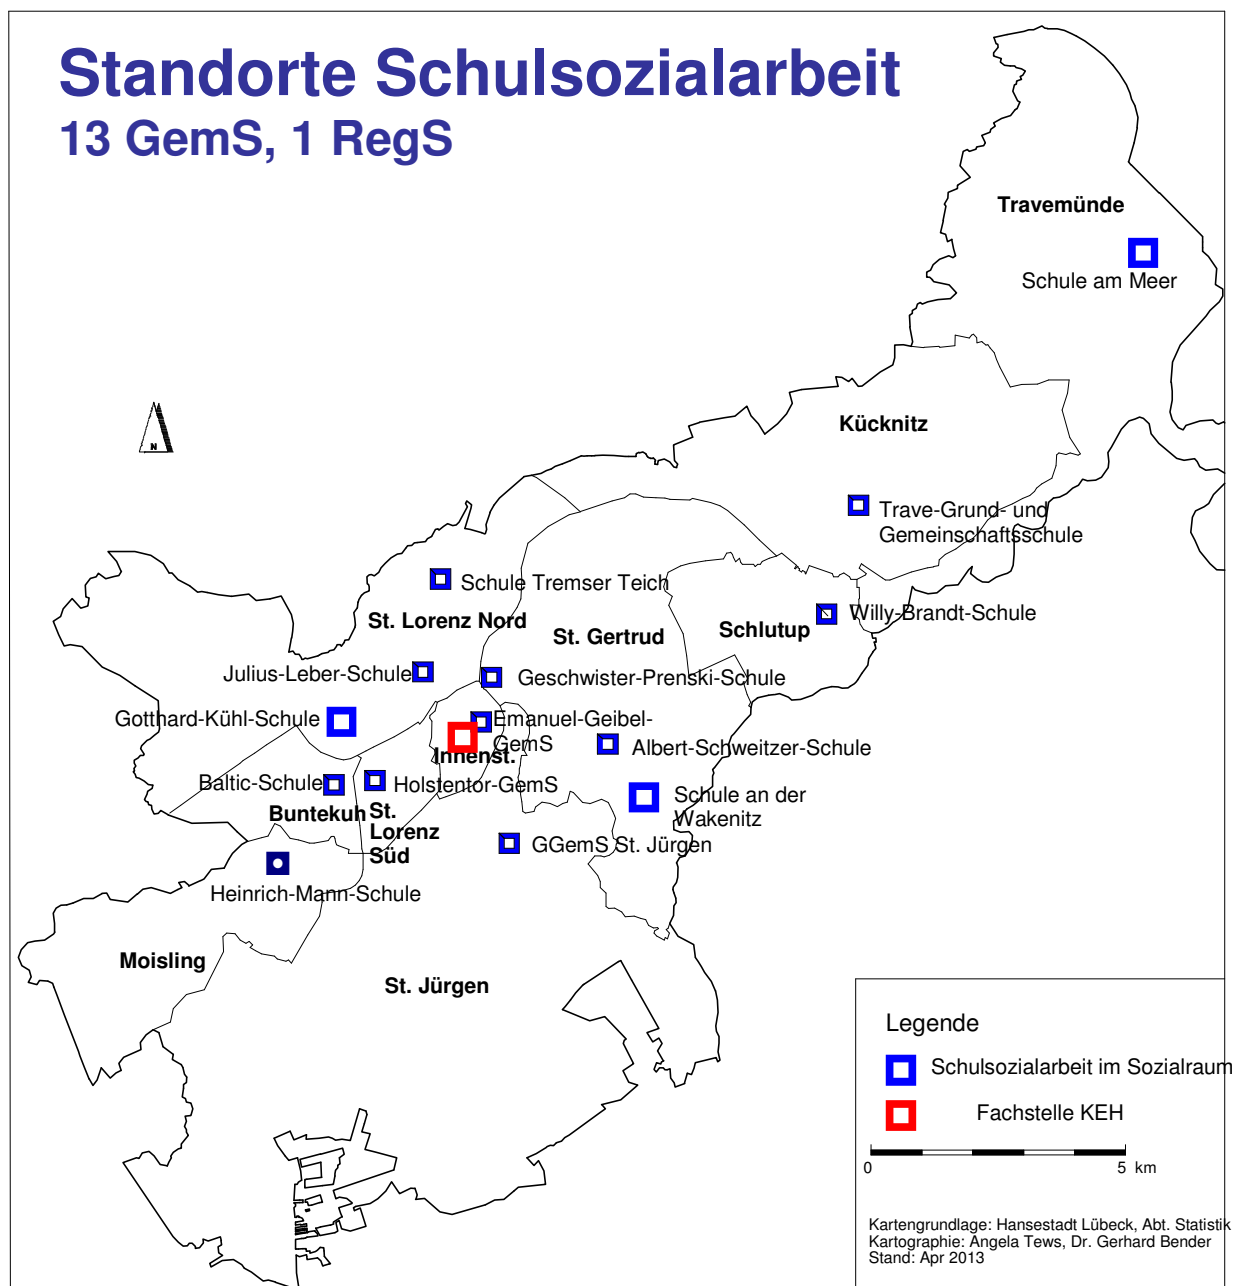 Standorte Schulsozialarbeit
13 GemS, 1 RegS
Travemünde
Schule am Meer
Kücknitz
N
Trave-Grund- und
Gemeinschaftsschule
Schule Tremser Teich
St. Lorenz Nord
St. Gertrud
Schlutup
Willy-Brandt-Schule
Julius-Leber-Schule
Geschwister-Prenski-Schule
Gotthard-Kühl-Schule
Emanuel-Geibel-
GemS
Albert-Schweitzer-Schule
Innenst.
Baltic-Schule
Holstentor-GemS
Schule an der
Wakenitz
Buntekuh
St.
Lorenz
Süd
GGemS St. Jürgen
Heinrich-Mann-Schule
Moisling
St. Jürgen
Legende
Schulsozialarbeit im Sozialraum
Fachstelle KEH
0 5 km
Kartengrundlage: Hansestadt Lübeck, Abt. Statistik
Kartographie: Angela Tews, Dr. Gerhard Bender
Stand: Apr 2013